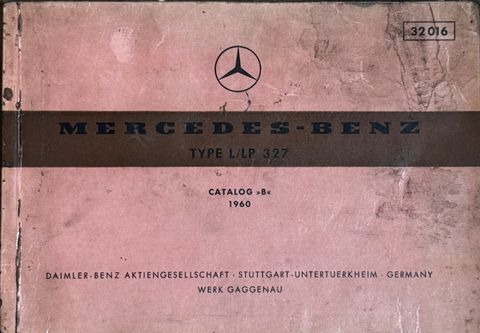 32016
MERCEDES-BENZ
TYPE L/LP 327
CATALOG »B«
1960
DAIMLER-BENZ AKTIENGESELLSCHAFT · STUTTGART-UNTERTUERKHEIM · GERMANY
WERK GAGGENAU